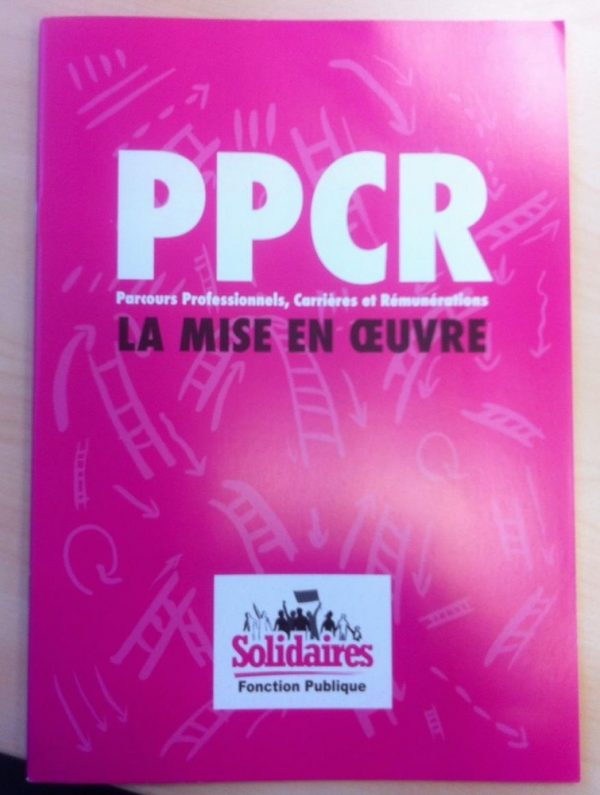 PPCR
Parcours Professionnels, Carrières et Rémunérations
LA MISE EN ŒUVRE
Solidaires
Fonction Publique